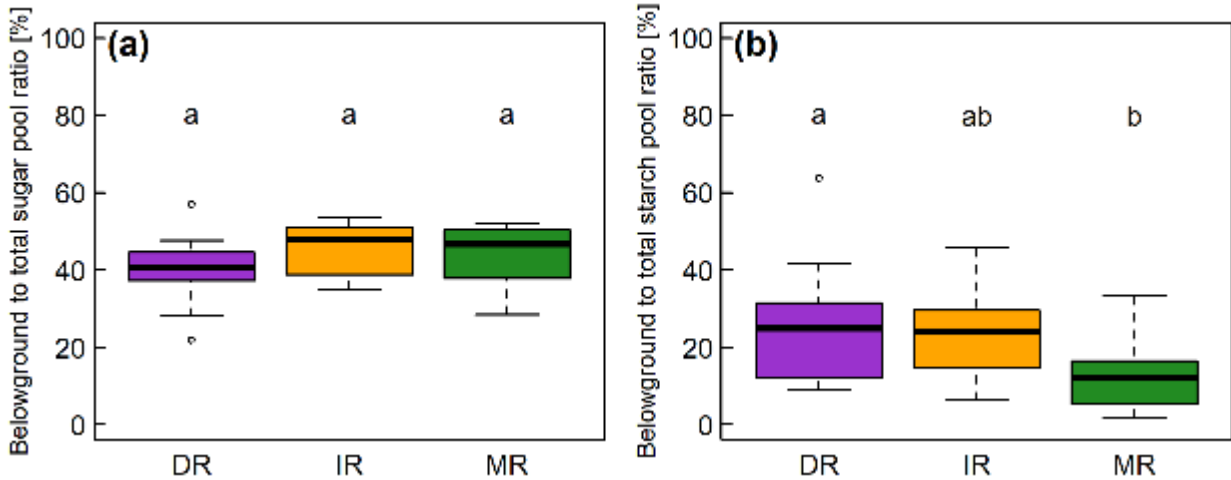 Belowground to total sugar pool ratio [%]
100
80
60
40
20
0
(a)
a a a
DR IR MR
Belowground to total starch pool ratio [%]
100
80
60
40
20
0
(b)
a ab b
DR IR MR